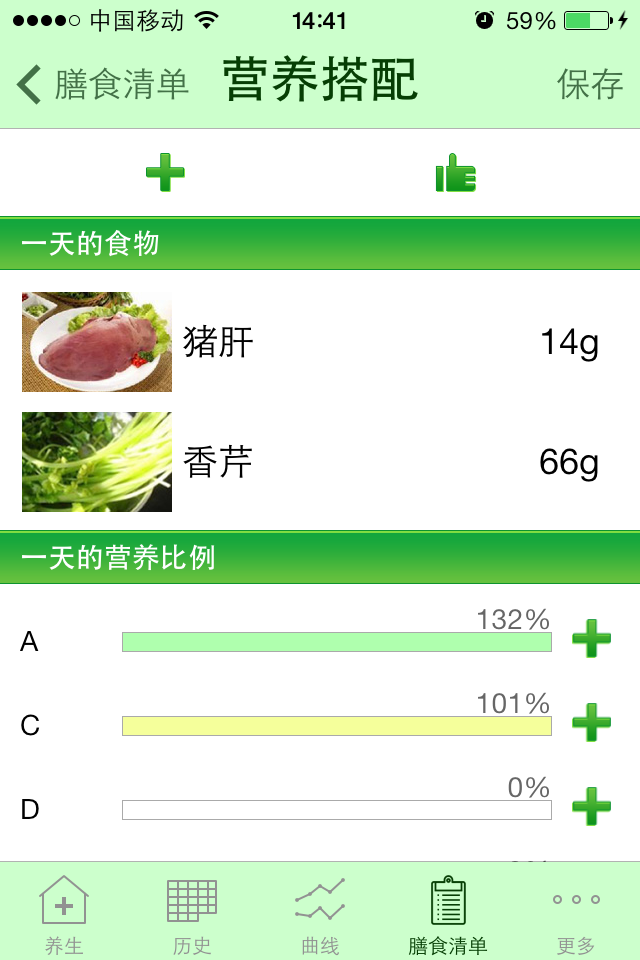 中国移动 14:41 59%
膳食清单 营养搭配 保存
一天的食物
猪肝 14g
香芹 66g
一天的营养比例
132%
A
101%
C
0%
D
养生 历史 曲线 膳食清单 更多